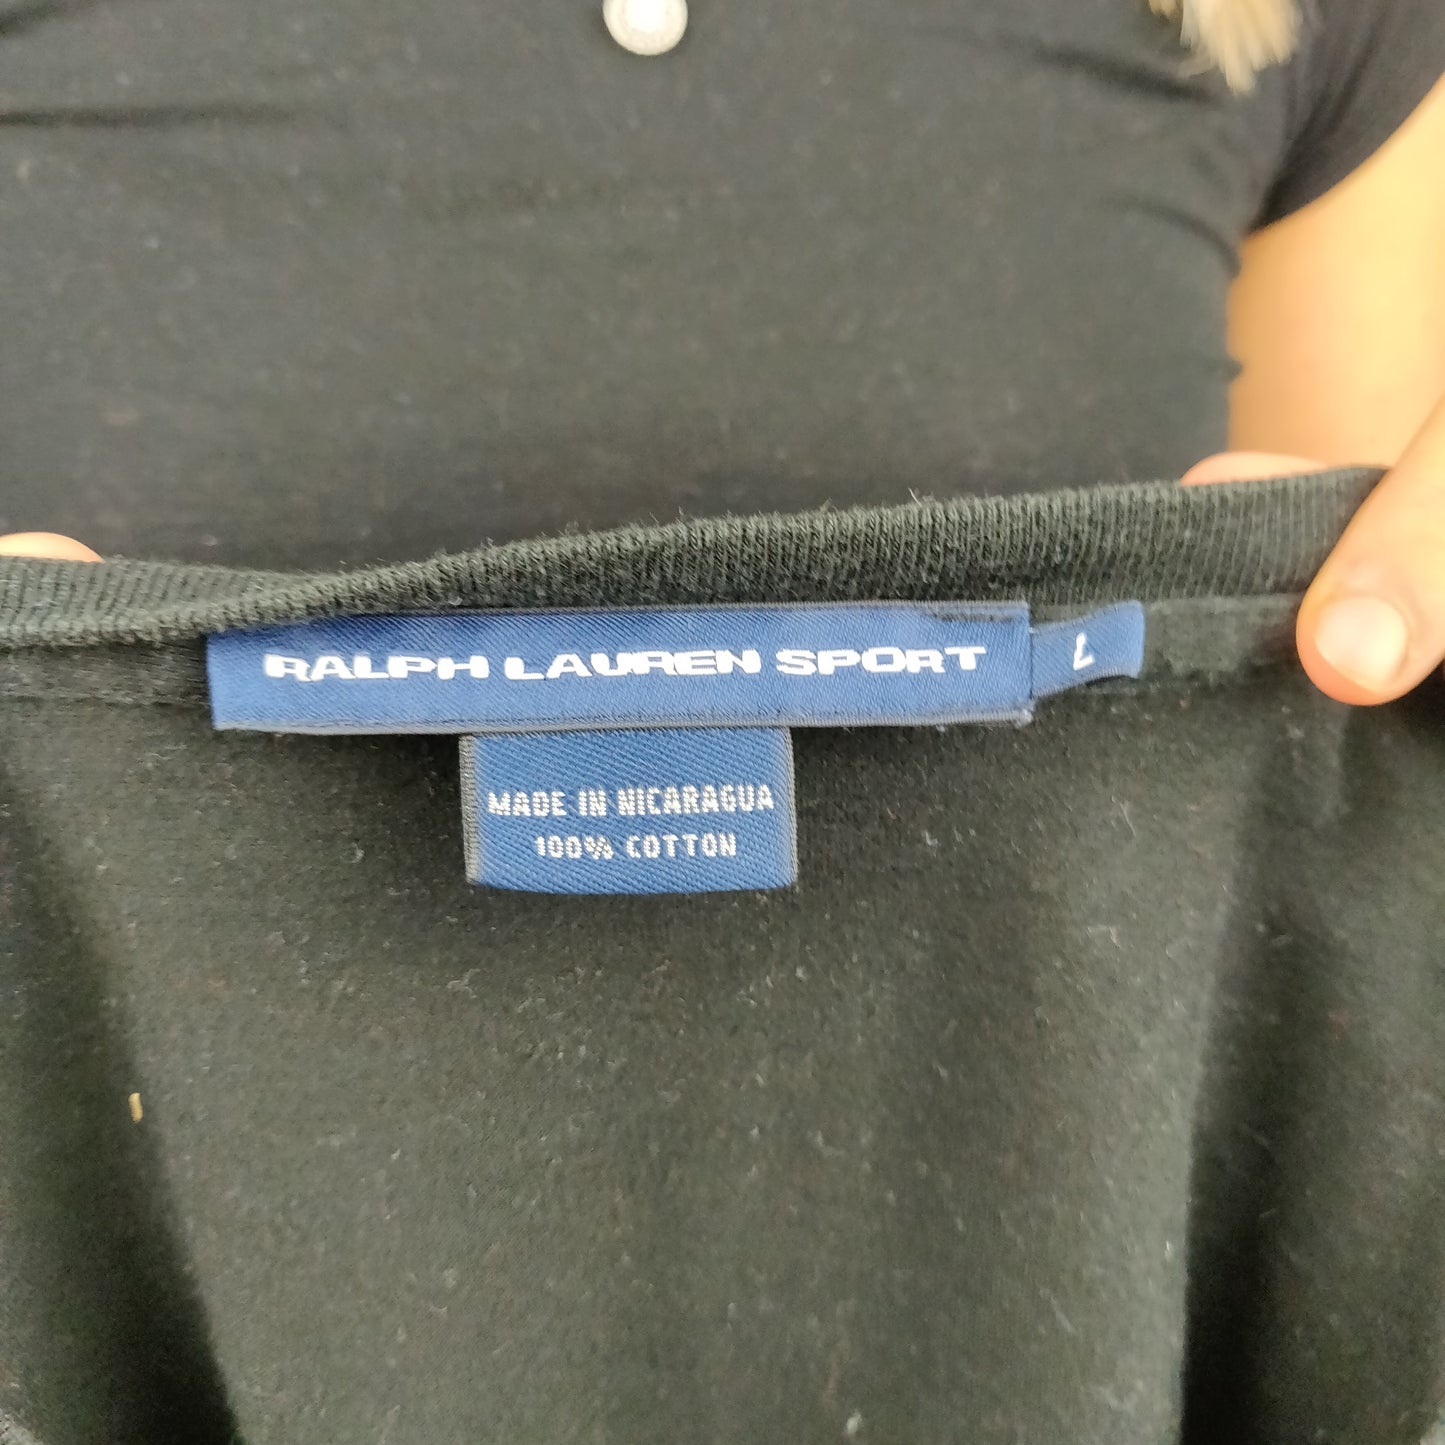 RALPH LAUREN SPORT L
MADE IN NICARAGUA
100% COTTON